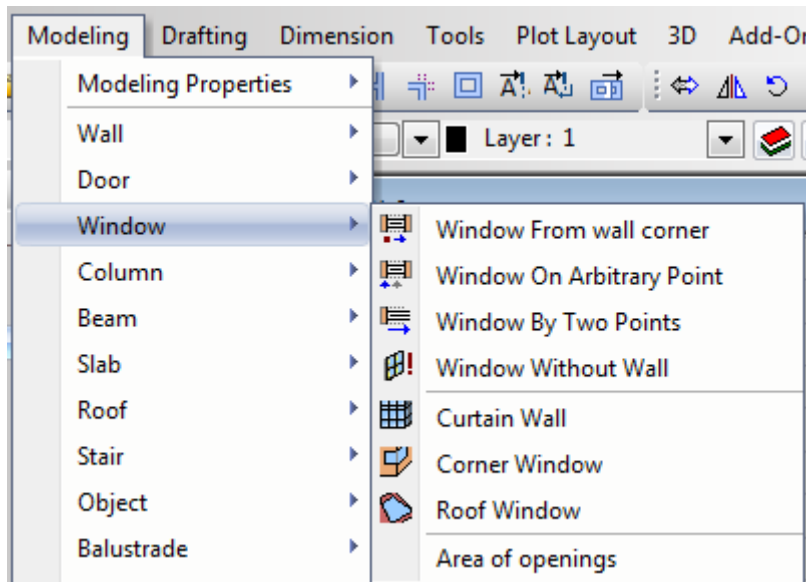 Modeling Drafting Dimension Tools Plot Layout 3D Add-On
Modeling Properties
Wall
Layer : 1
Door
Window
Window From wall corner
Column
Window On Arbitrary Point
Beam
Window By Two Points
Slab
Window Without Wall
Roof
Curtain Wall
Stair
Corner Window
Object
Roof Window
Balustrade
Area of openings